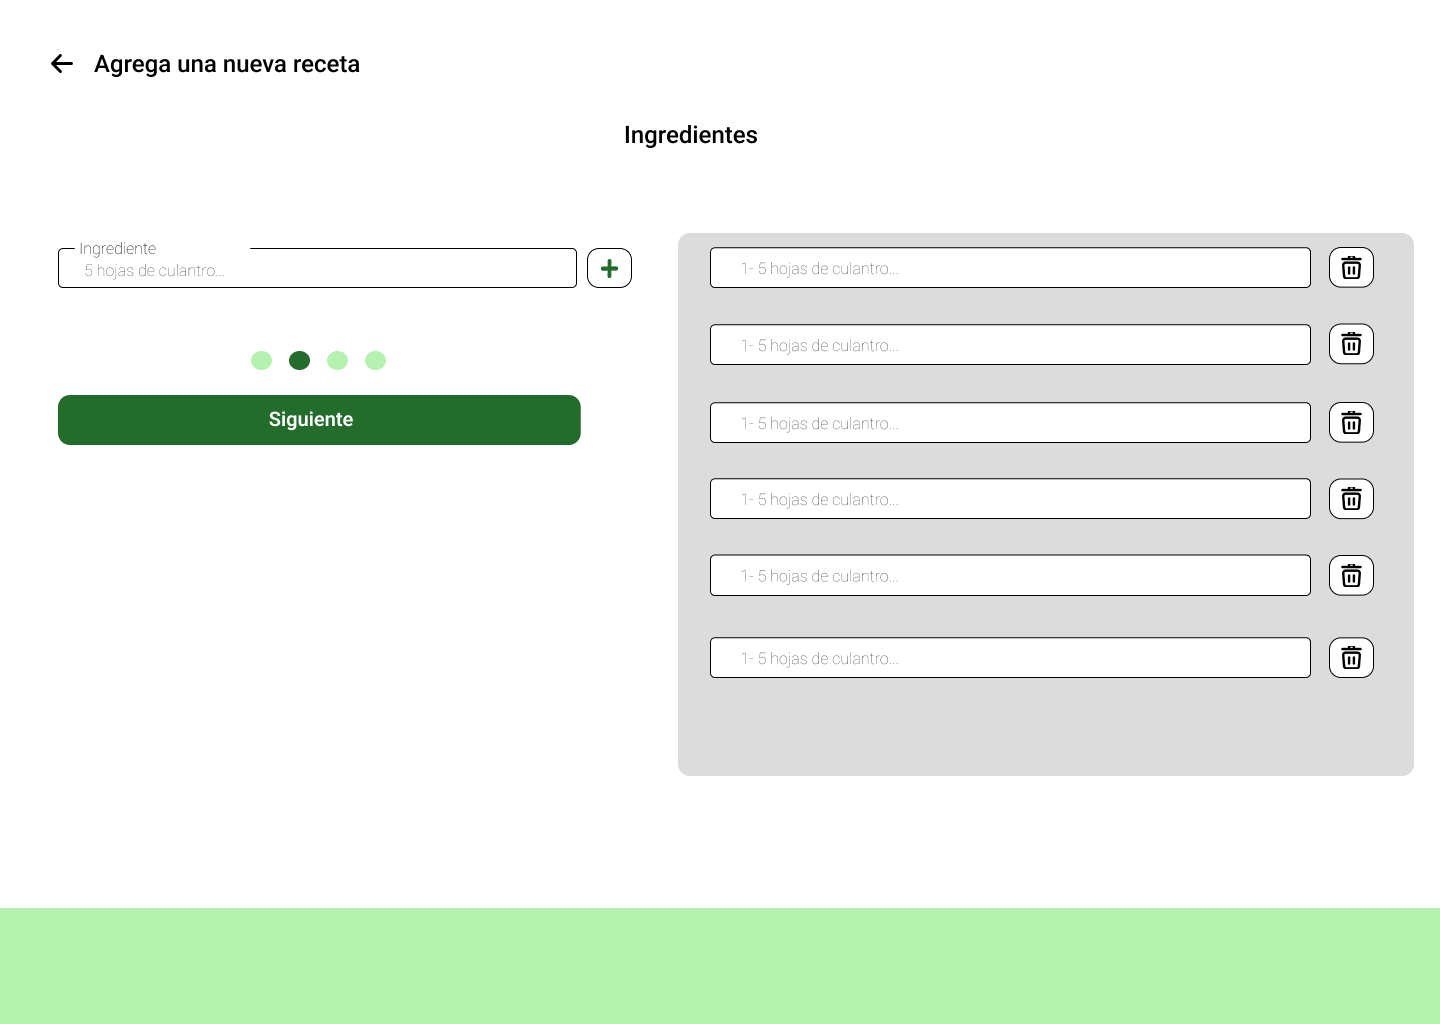 Agrega una nueva receta
Ingredientes
Ingrediente
5 hojas de culantro...
Siguiente
1- 5 hojas de culantro...
1- 5 hojas de culantro...
1- 5 hojas de culantro...
1- 5 hojas de culantro...
1- 5 hojas de culantro...
1- 5 hojas de culantro...